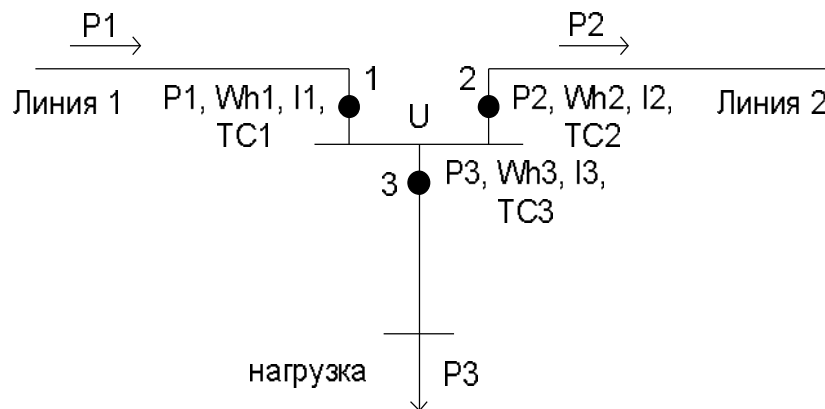 P1
P2
1
2
Линия 1
P1, Wh1, I1,
TC1
U
P2, Wh2, I2,
TC2
Линия 2
3
P3, Wh3, I3,
TC3
нагрузка
P3